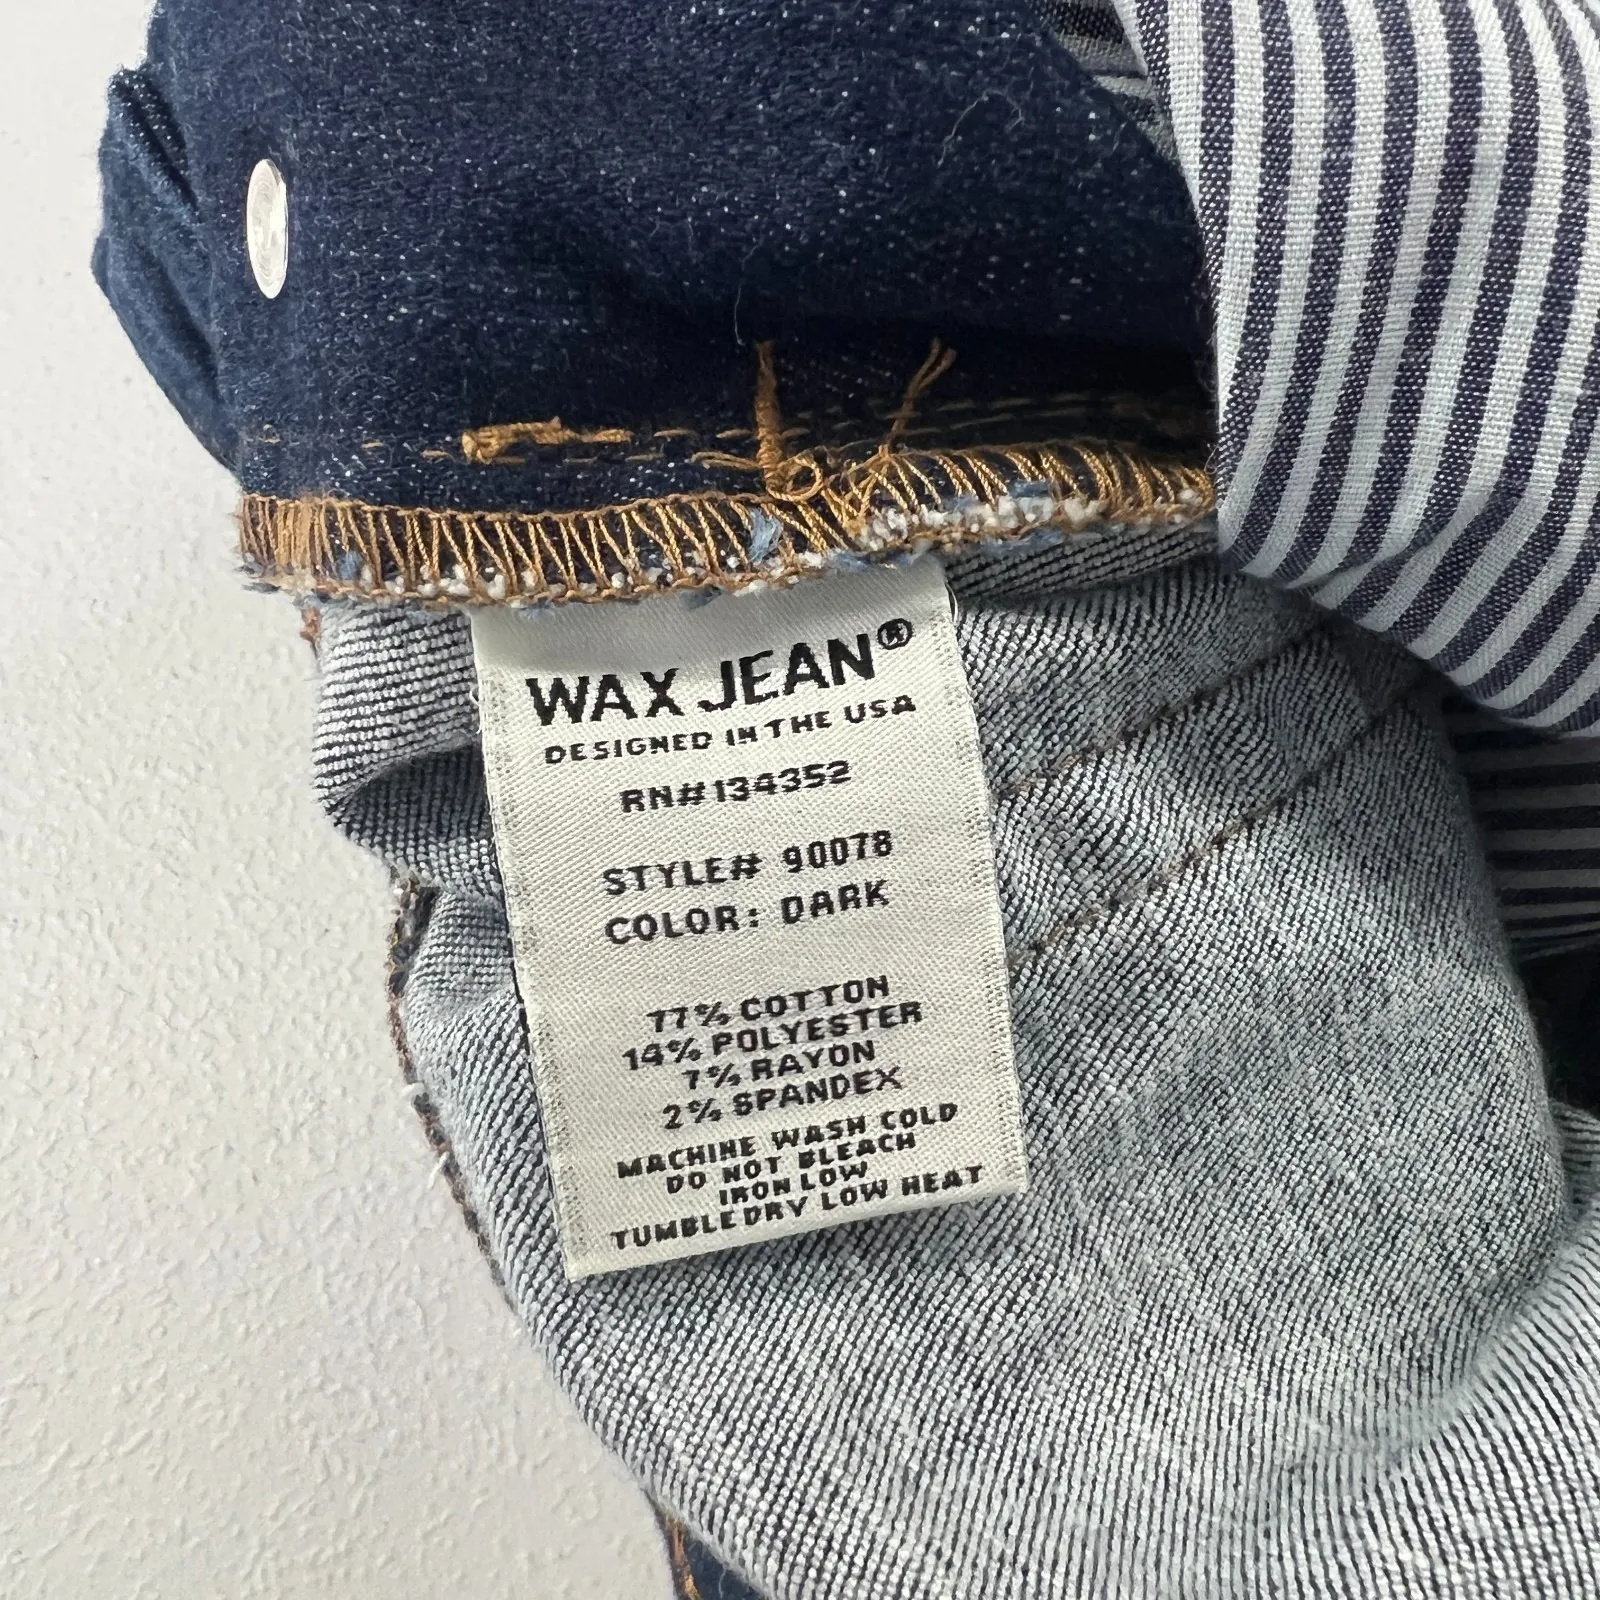 WAX JEAN®
DESIGNED IN THE USA
RN#134352
STYLE# 90078
COLOR: DARK
77% COTTON
14% POLYESTER
7% RAYON
2% SPANDEX
MACHINE WASH COLD
DO NOT BLEACH
IRON LOW
TUMBLE DRY LOW HEAT